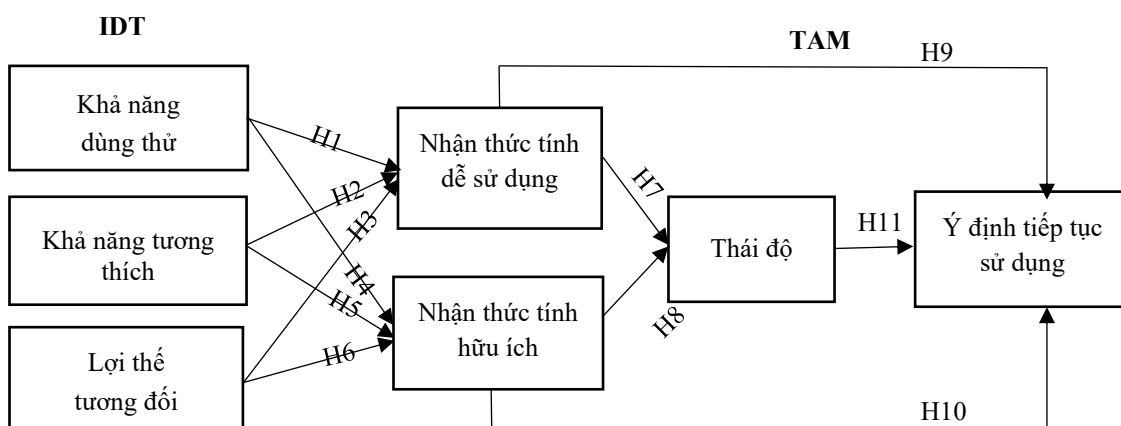 IDT
TAM
H9
Khả năng
dùng thử
H1
Nhận thức tính
dễ sử dụng
H2
H3
H7
Khả năng tương
thích
H4
H5
Thái độ
H11
Ý định tiếp tục
sử dụng
Nhận thức tính
hữu ích
H8
Lợi thế
tương đối
H6
H10